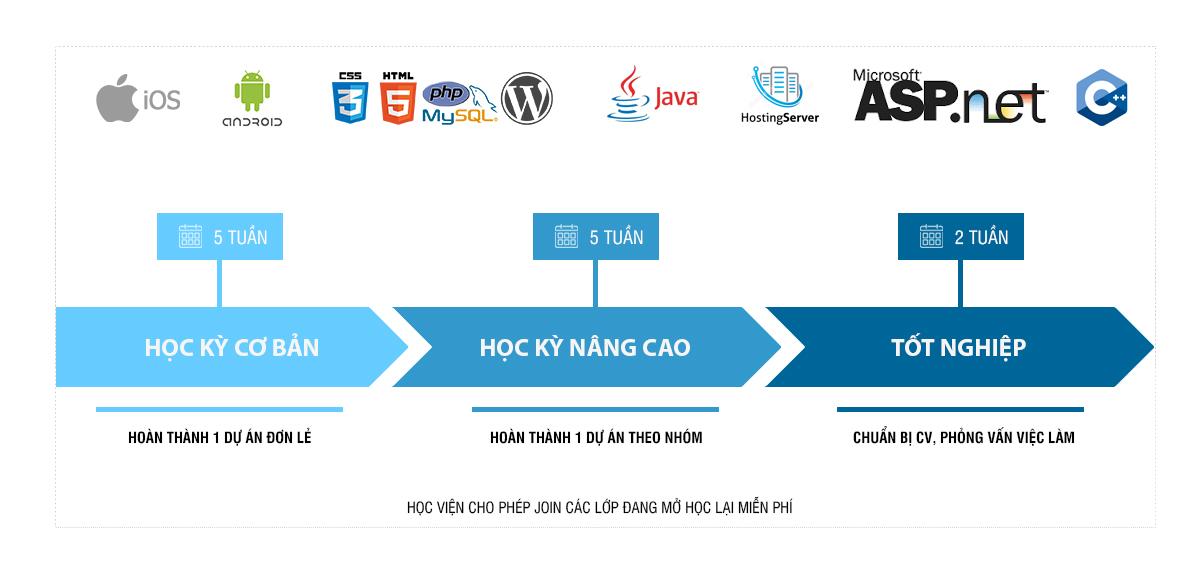 iOS
ANDROID
CSS
3
HTML
5
php
MySQL
W
Java
HostingServer
Microsoft
ASP.net
C++
5 TUẦN
5 TUẦN
2 TUẦN
HỌC KỲ CƠ BẢN
HỌC KỲ NÂNG CAO
TỐT NGHIỆP
HOÀN THÀNH 1 DỰ ÁN ĐƠN LẺ
HOÀN THÀNH 1 DỰ ÁN THEO NHÓM
CHUẨN BỊ CV, PHỎNG VẤN VIỆC LÀM
HỌC VIỆN CHO PHÉP JOIN CÁC LỚP ĐANG MỞ HỌC LẠI MIỄN PHÍ